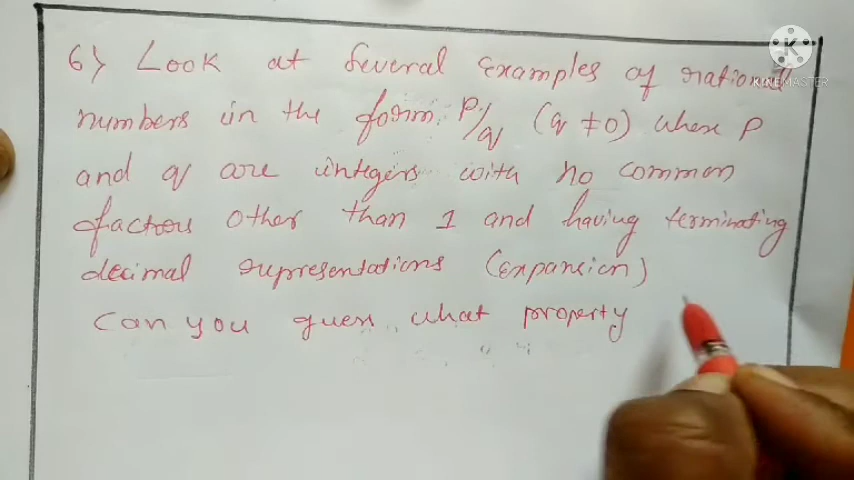 6) Look at Several examples of rational
numbers in the form P/q (q ≠ 0) where P
and q are integers with no common
factors other than 1 and having terminating
decimal representations (expansion)
Can you guess what property
K
KINEMASTER